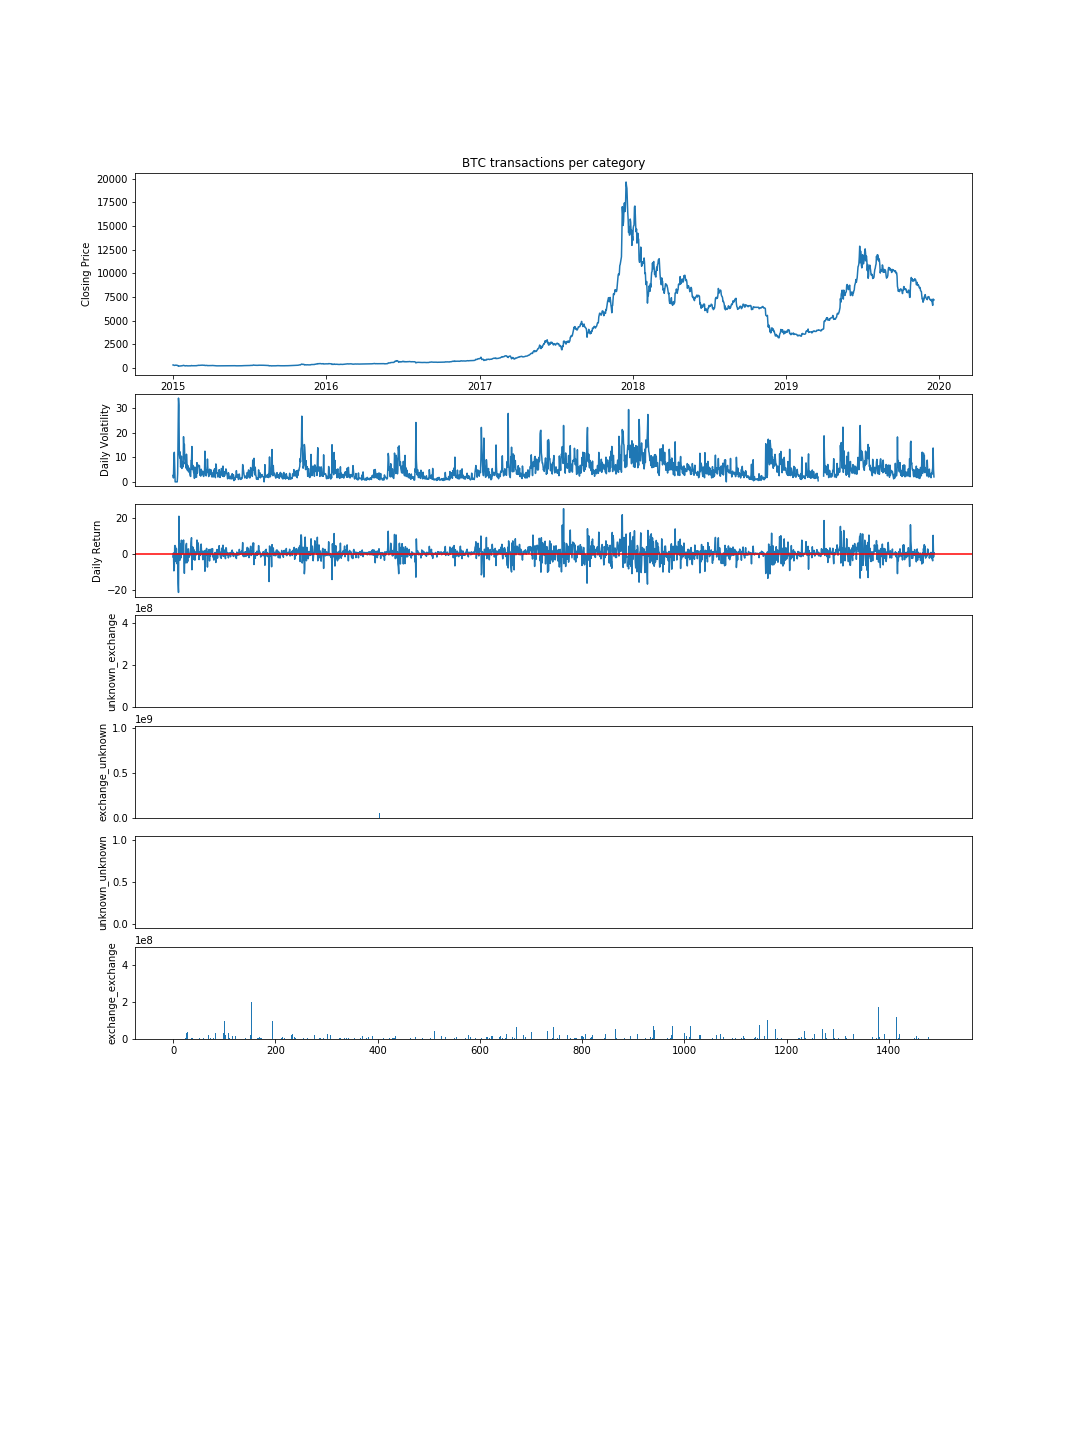 BTC transactions per category
Closing Price
20000
17500
15000
12500
10000
7500
5000
2500
0
2015 2016 2017 2018 2019 2020
Daily Volatility
30
20
10
0
Daily Return
20
0
−20
1e8
unknown_exchange
4
2
0
1e9
exchange_unknown
1.0
0.5
0.0
unknown_unknown
1.0
0.5
0.0
1e8
exchange_exchange
4
2
0
0 200 400 600 800 1000 1200 1400